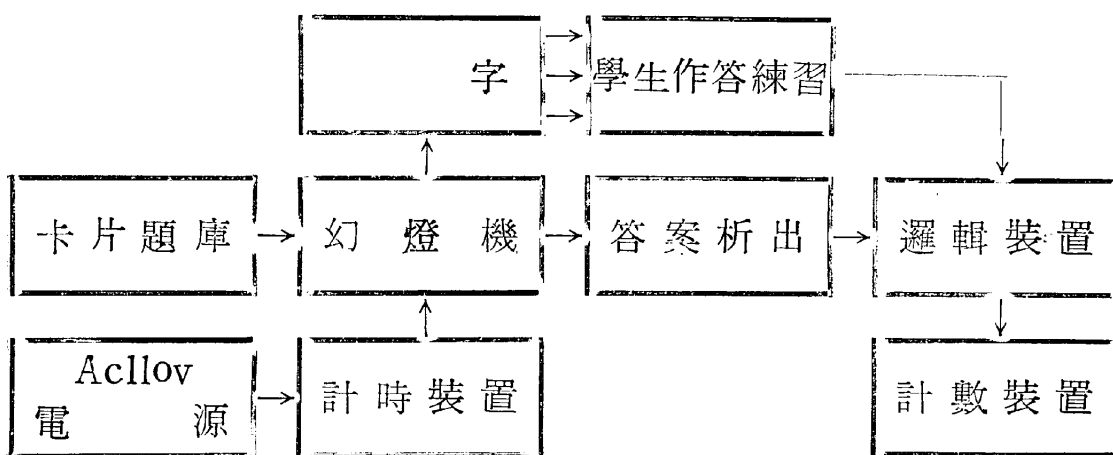 字
學生作答練習
卡片題庫
幻燈機
答案析出
邏輯裝置
Acllov
電源
計時裝置
計數裝置